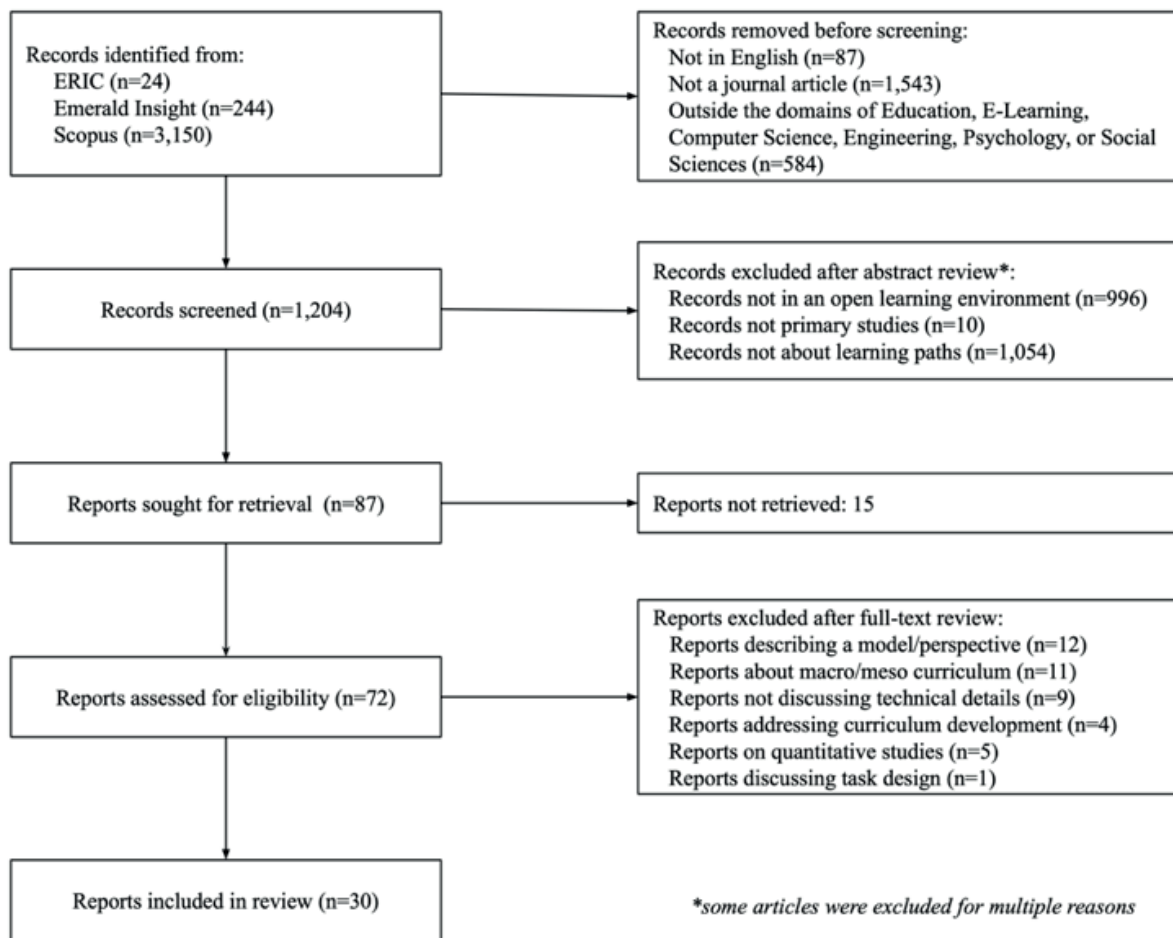 Records identified from:
ERIC (n=24)
Emerald Insight (n=244)
Scopus (n=3,150)
Records removed before screening:
Not in English (n=87)
Not a journal article (n=1,543)
Outside the domains of Education, E-Learning,
Computer Science, Engineering, Psychology, or Social
Sciences (n=584)
Records screened (n=1,204)
Records excluded after abstract review*:
Records not in an open learning environment (n=996)
Records not primary studies (n=10)
Records not about learning paths (n=1,054)
Reports sought for retrieval (n=87)
Reports not retrieved: 15
Reports assessed for eligibility (n=72)
Reports excluded after full-text review:
Reports describing a model/perspective (n=12)
Reports about macro/meso curriculum (n=11)
Reports not discussing technical details (n=9)
Reports addressing curriculum development (n=4)
Reports on quantitative studies (n=5)
Reports discussing task design (n=1)
Reports included in review (n=30)
*some articles were excluded for multiple reasons